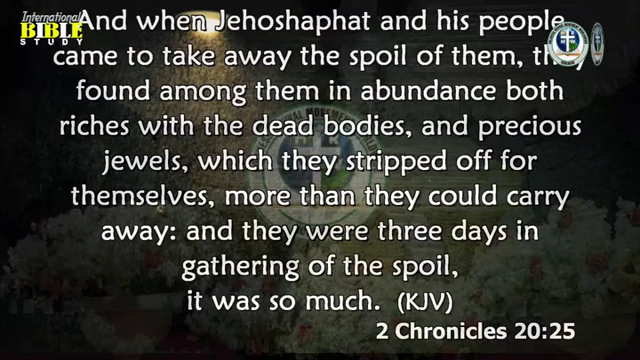 International
BIBLE
STUDY
And when Jehoshaphat and his people
came to take away the spoil of them, they
found among them in abundance both
riches with the dead bodies, and precious
jewels, which they stripped off for
themselves, more than they could carry
away: and they were three days in
gathering of the spoil,
it was so much. (KJV)
2 Chronicles 20:25